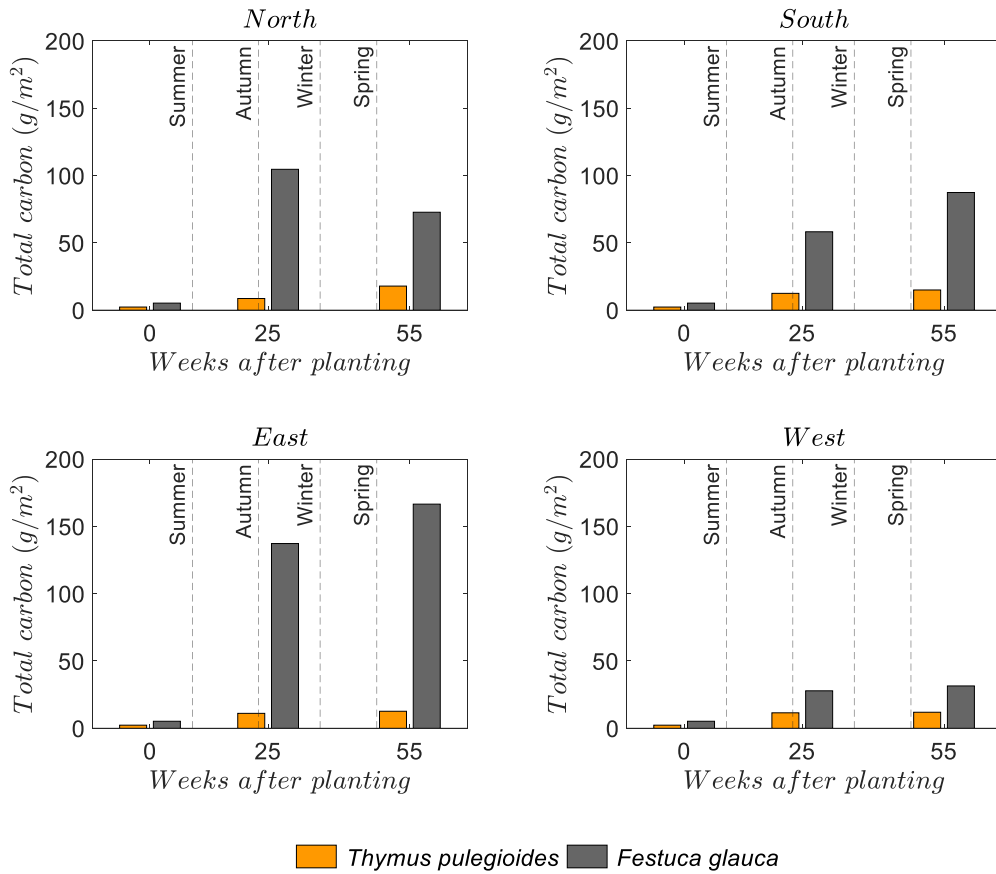 North
200
150
100
50
0
Total carbon (g/m²)
Summer
Autumn
Winter
Spring
0 25 55
Weeks after planting
South
200
150
100
50
0
Total carbon (g/m²)
Summer
Autumn
Winter
Spring
0 25 55
Weeks after planting
East
200
150
100
50
0
Total carbon (g/m²)
Summer
Autumn
Winter
Spring
0 25 55
Weeks after planting
West
200
150
100
50
0
Total carbon (g/m²)
Summer
Autumn
Winter
Spring
0 25 55
Weeks after planting
Thymus pulegioides Festuca glauca